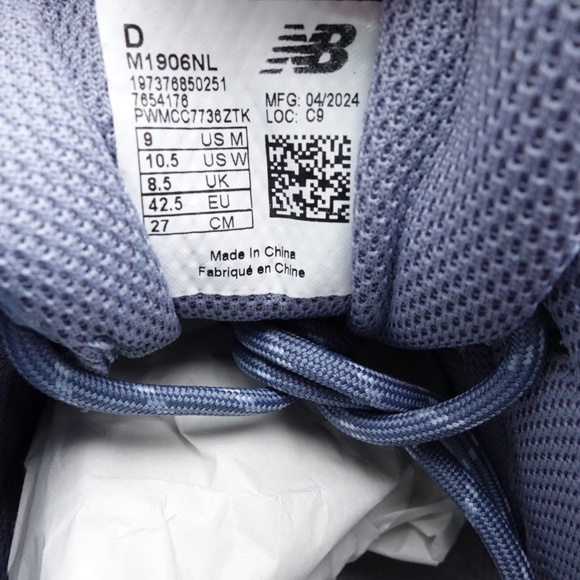 D
M1906NL
197376850251
7654176
PWMCC7736ZTK
NB
MFG: 04/2024
LOC: C9
9 US M
10.5 US W
8.5 UK
42.5 EU
27 CM
Made In China
Fabriqué en Chine